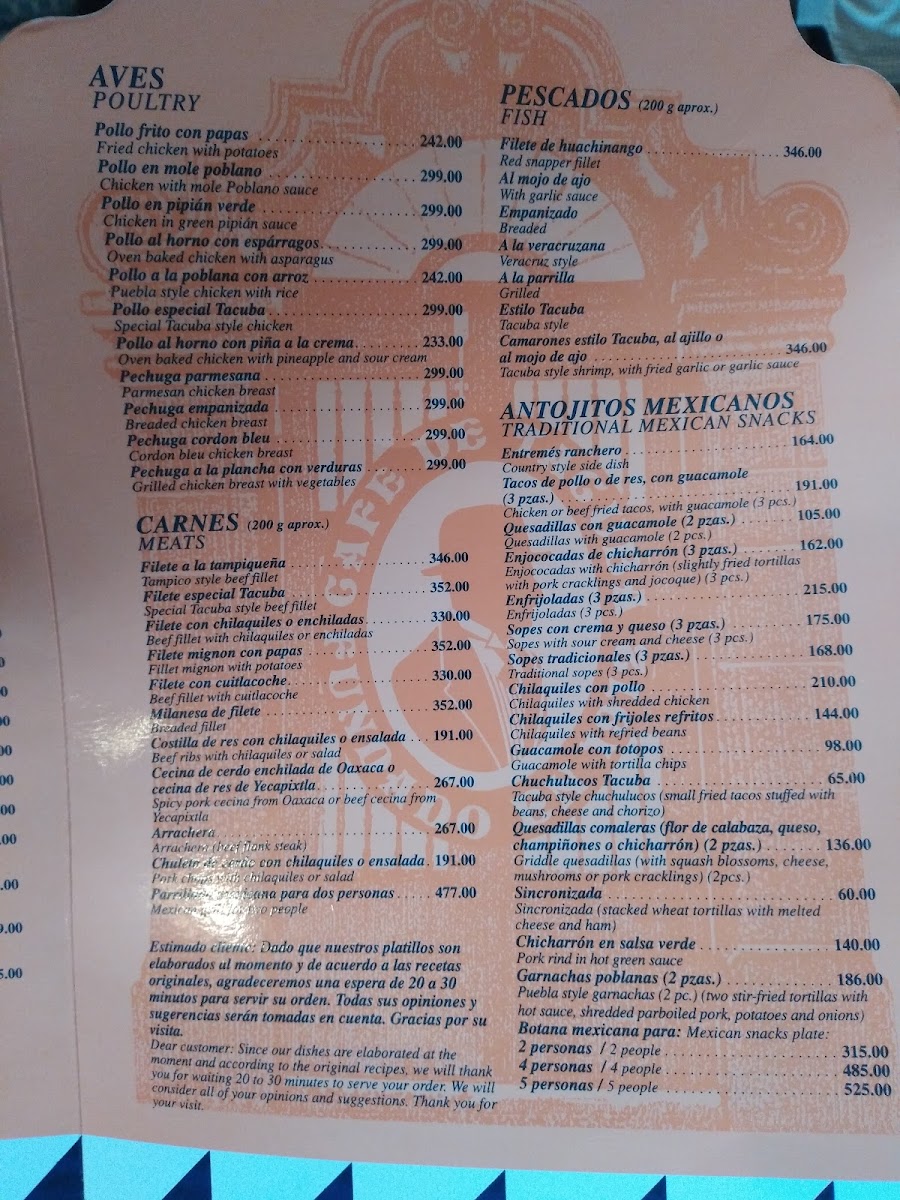 AVES
POULTRY
Pollo frito con papas ................ 242.00
Fried chicken with potatoes
Pollo en mole poblano ................ 299.00
Chicken with mole Poblano sauce
Pollo en pipián verde ................ 299.00
Chicken in green pipián sauce
Pollo al horno con espárragos ........ 299.00
Oven baked chicken with asparagus
Pollo a la poblana con arroz ......... 242.00
Puebla style chicken with rice
Pollo especial Tacuba ................ 299.00
Special Tacuba style chicken
Pollo al horno con piña a la crema ... 233.00
Oven baked chicken with pineapple and sour cream
Pechuga parmesana .................... 299.00
Parmesan chicken breast
Pechuga empanizada ................... 299.00
Breaded chicken breast
Pechuga cordon bleu .................. 299.00
Cordon bleu chicken breast
Pechuga a la plancha con verduras .... 299.00
Grilled chicken breast with vegetables
CARNES (200 g aprox.)
MEATS
Filete a la tampiqueña ............... 346.00
Tampico style beef fillet
Filete especial Tacuba ............... 352.00
Special Tacuba style beef fillet
Filete con chilaquiles o enchiladas .. 330.00
Beef fillet with chilaquiles or enchiladas
Filete mignon con papas .............. 352.00
Fillet mignon with potatoes
Filete con cuitlacoche ............... 330.00
Beef fillet with cuitlacoche
Milanesa de filete ................... 352.00
Breaded fillet
Costilla de res con chilaquiles o ensalada ... 191.00
Beef ribs with chilaquiles or salad
Cecina de cerdo enchilada de Oaxaca o
cecina de res de Yecapixtla .......... 267.00
Spicy pork cecina from Oaxaca or beef cecina from
Yecapixtla
Arrachera ............................ 267.00
Arrachera (beef flank steak)
Chuleta de cerdo con chilaquiles o ensalada . 191.00
Pork chops with chilaquiles or salad
Parrillada mexicana para dos personas ..... 477.00
Mexican for two people
Estimado cliente: Dado que nuestros platillos son
elaborados al momento y de acuerdo a las recetas
originales, agradeceremos una espera de 20 a 30
minutos para servir su orden. Todas sus opiniones y
sugerencias serán tomadas en cuenta. Gracias por su
visita.
Dear customer: Since our dishes are elaborated at the
moment and according to the original recipes, we will thank
you for waiting 20 to 30 minutes to serve your order. We will
consider all of your opinions and suggestions. Thank you for
your visit.
PESCADOS (200 g aprox.)
FISH
Filete de huachinango ................ 346.00
Red snapper fillet
Al mojo de ajo
With garlic sauce
Empanizado
Breaded
A la veracruzana
Veracruz style
A la parrilla
Grilled
Estilo Tacuba
Tacuba style
Camarones estilo Tacuba, al ajillo o
al mojo de ajo ....................... 346.00
Tacuba style shrimp, with fried garlic or garlic sauce
ANTOJITOS MEXICANOS
TRADITIONAL MEXICAN SNACKS
Entremés ranchero .................... 164.00
Country style side dish
Tacos de pollo o de res, con guacamole
(3 pzas.) ............................ 191.00
Chicken or beef fried tacos, with guacamole (3 pcs.)
Quesadillas con guacamole (2 pzas.) .. 105.00
Quesadillas with guacamole (2 pcs.)
Enjococadas de chicharrón (3 pzas.) .. 162.00
Enjococadas with chicharrón (slightly fried tortillas
with pork cracklings and jocoque) (3 pcs.)
Enfrijoladas (3 pzas.) ............... 215.00
Enfrijoladas (3 pcs.)
Sopes con crema y queso (3 pzas.) .... 175.00
Sopes with sour cream and cheese (3 pcs.)
Sopes tradicionales (3 pzas.) ........ 168.00
Traditional sopes (3 pcs.)
Chilaquiles con pollo ................ 210.00
Chilaquiles with shredded chicken
Chilaquiles con frijoles refritos .... 144.00
Chilaquiles with refried beans
Guacamole con totopos ................ 98.00
Guacamole with tortilla chips
Chuchulucos Tacuba ................... 65.00
Tacuba style chuchulucos (small fried tacos stuffed with
beans, cheese and chorizo)
Quesadillas comaleras (flor de calabaza, queso,
champiñones o chicharrón) (2 pzas.) .. 136.00
Griddle quesadillas (with squash blossoms, cheese,
mushrooms or pork cracklings) (2pcs.)
Sincronizada ......................... 60.00
Sincronizada (stacked wheat tortillas with melted
cheese and ham)
Chicharrón en salsa verde ............ 140.00
Pork rind in hot green sauce
Garnachas poblanas (2 pzas.) ......... 186.00
Puebla style garnachas (2 pc.) (two stir-fried tortillas with
hot sauce, shredded parboiled pork, potatoes and onions)
Botana mexicana para: Mexican snacks plate:
2 personas / 2 people ................ 315.00
4 personas / 4 people ................ 485.00
5 personas / 5 people ................ 525.00